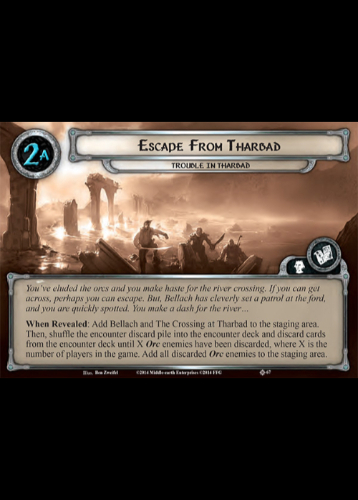 2A
Escape From Tharbad
Trouble in Tharbad
You've eluded the orcs and you make haste for the river crossing. If you can get
across, perhaps you can escape. But, Bellach has cleverly set a patrol at the ford,
and you are quickly spotted. You make a dash for the river…
When Revealed: Add Bellach and The Crossing at Tharbad to the staging area.
Then, shuffle the encounter discard pile into the encounter deck and discard cards
from the encounter deck until X Orc enemies have been discarded, where X is the
number of players in the game. Add all discarded Orc enemies to the staging area.
Illus. Ben Zweifel ©2014 Middle-earth Enterprises ©2014 FFG 47